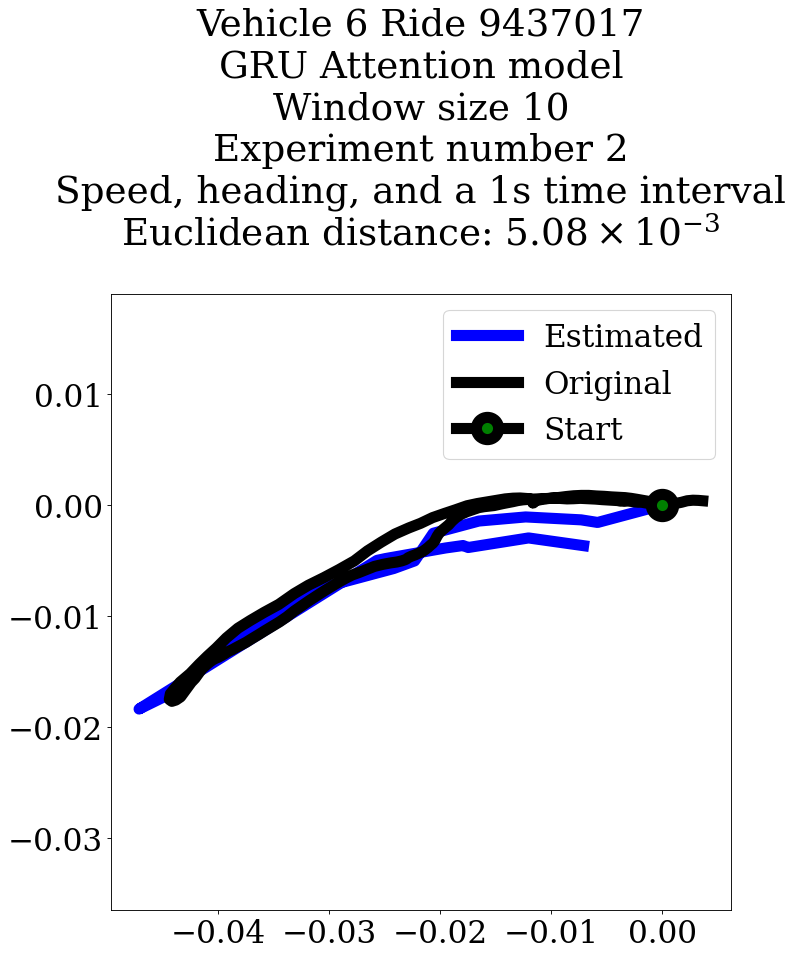 Vehicle 6 Ride 9437017
GRU Attention model
Window size 10
Experiment number 2
Speed, heading, and a 1s time interval
Euclidean distance: 5.08 × 10⁻³
Estimated
Original
Start
0.01
0.00
−0.01
−0.02
−0.03
−0.04 −0.03 −0.02 −0.01 0.00